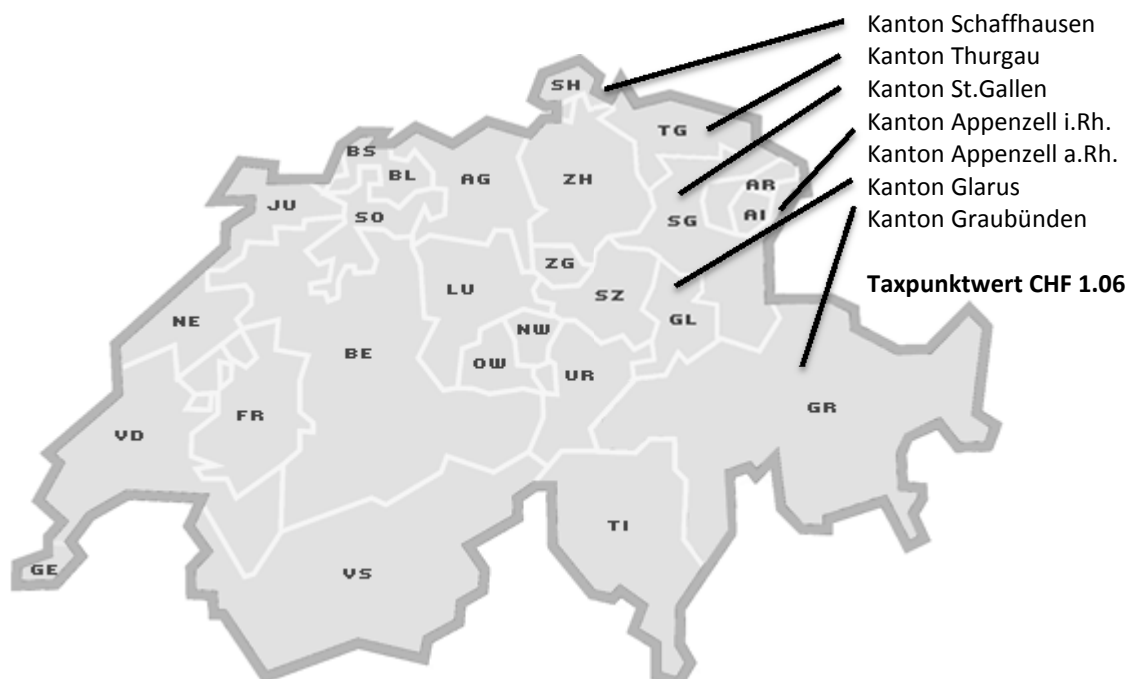 Kanton Schaffhausen
Kanton Thurgau
Kanton St.Gallen
Kanton Appenzell i.Rh.
Kanton Appenzell a.Rh.
Kanton Glarus
Kanton Graubünden
Taxpunktwert CHF 1.06
SH
TG
BS
BL
AG
ZH
AR
JU
SO
SG
AI
ZG
LU
SZ
NE
NW
GL
BE
OW
UR
FR
GR
VD
TI
GE
VS